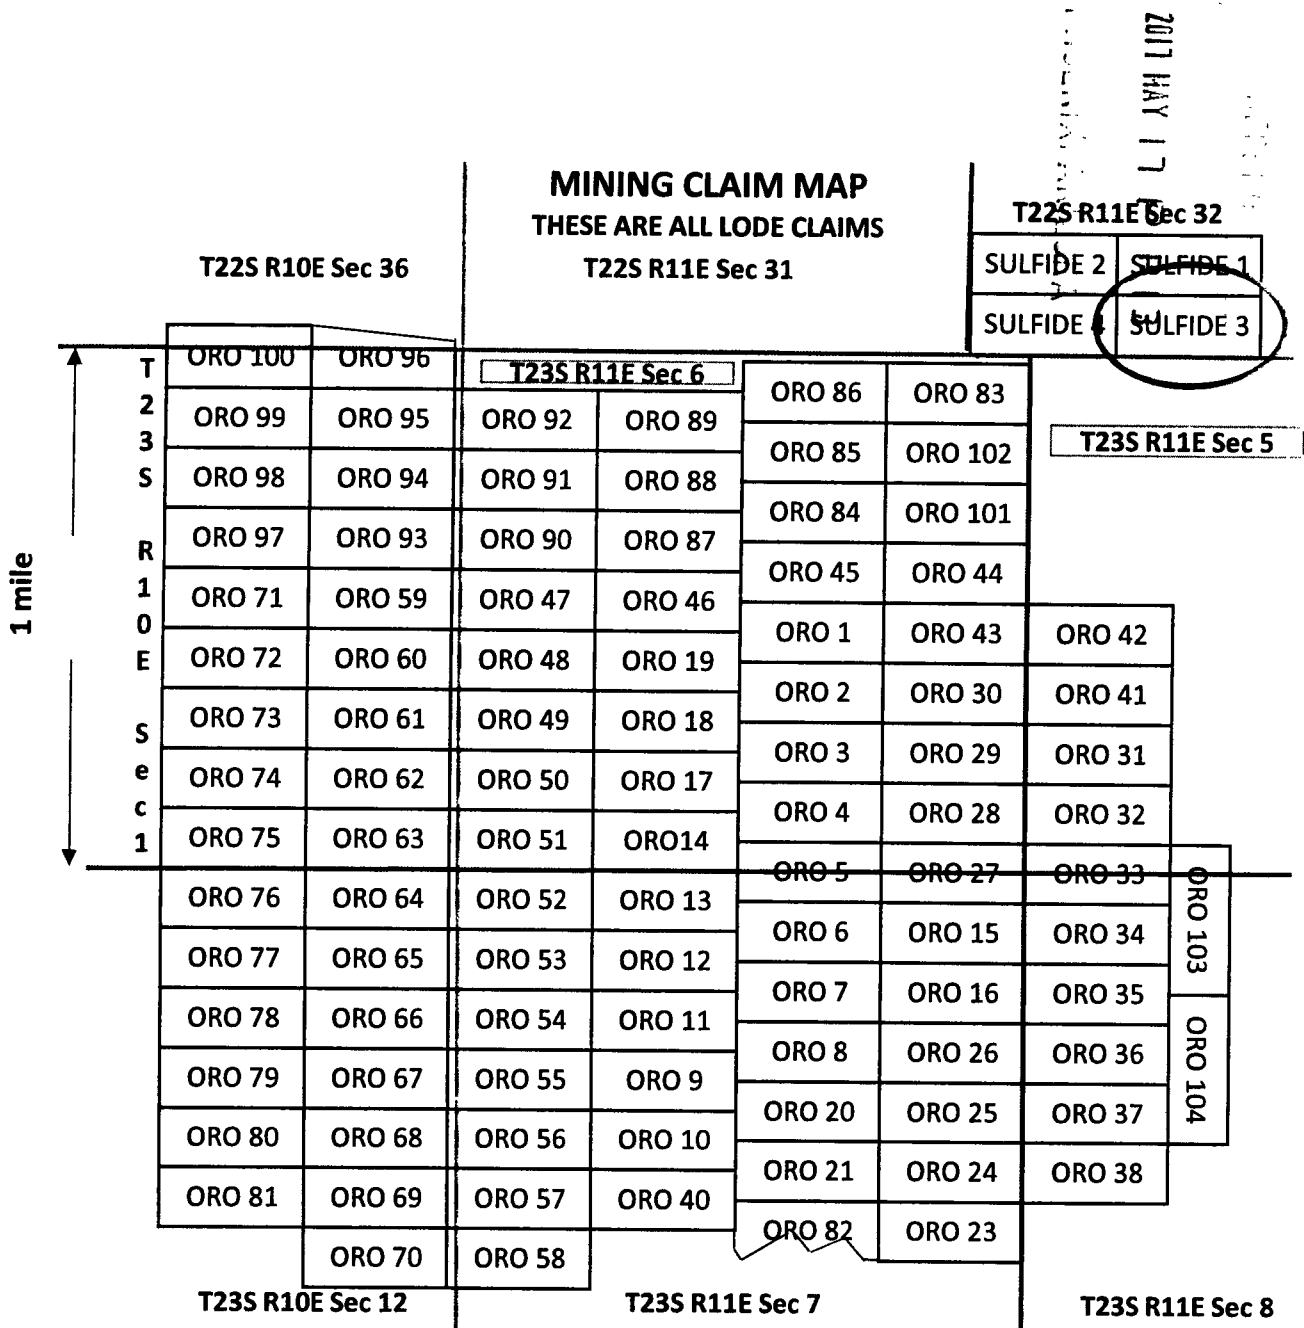 2017 MAY 17
MINING CLAIM MAP
THESE ARE ALL LODE CLAIMS
T22S R10E Sec 36
T22S R11E Sec 31
T22S R11E Sec 32
SULFIDE 2 SULFIDE 1
SULFIDE 4 SULFIDE 3
1 mile
T23S R10E Sec 1
T23S R11E Sec 6
T23S R11E Sec 5
ORO 100 ORO 96
ORO 86 ORO 83
ORO 99 ORO 95 ORO 92 ORO 89
ORO 85 ORO 102
ORO 98 ORO 94 ORO 91 ORO 88
ORO 84 ORO 101
ORO 97 ORO 93 ORO 90 ORO 87
ORO 45 ORO 44
ORO 71 ORO 59 ORO 47 ORO 46
ORO 1 ORO 43 ORO 42
ORO 72 ORO 60 ORO 48 ORO 19
ORO 2 ORO 30 ORO 41
ORO 73 ORO 61 ORO 49 ORO 18
ORO 3 ORO 29 ORO 31
ORO 74 ORO 62 ORO 50 ORO 17
ORO 4 ORO 28 ORO 32
ORO 75 ORO 63 ORO 51 ORO14
ORO 5 ORO 27 ORO 33
ORO 103
ORO 76 ORO 64 ORO 52 ORO 13
ORO 6 ORO 15 ORO 34
ORO 77 ORO 65 ORO 53 ORO 12
ORO 7 ORO 16 ORO 35
ORO 104
ORO 78 ORO 66 ORO 54 ORO 11
ORO 8 ORO 26 ORO 36
ORO 79 ORO 67 ORO 55 ORO 9
ORO 20 ORO 25 ORO 37
ORO 80 ORO 68 ORO 56 ORO 10
ORO 21 ORO 24 ORO 38
ORO 81 ORO 69 ORO 57 ORO 40
ORO 82 ORO 23
ORO 70 ORO 58
T23S R10E Sec 12
T23S R11E Sec 7
T23S R11E Sec 8